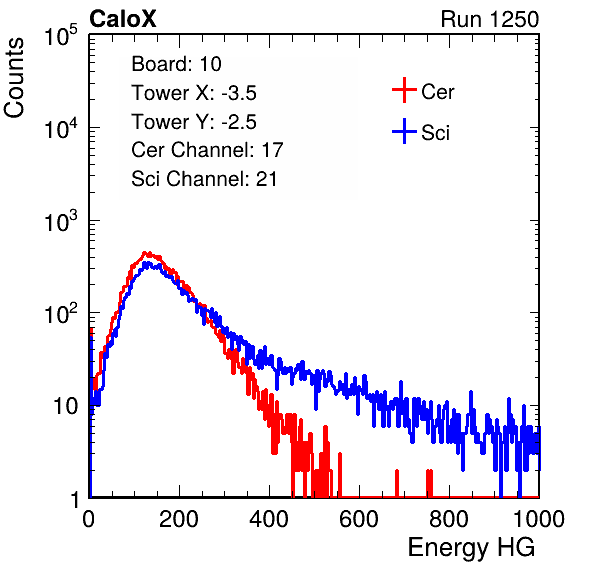 CaloX Run 1250
Counts
10^5
10^4
10^3
10^2
10
1
Board: 10
Tower X: -3.5
Tower Y: -2.5
Cer Channel: 17
Sci Channel: 21
Cer
Sci
0 200 400 600 800 1000
Energy HG